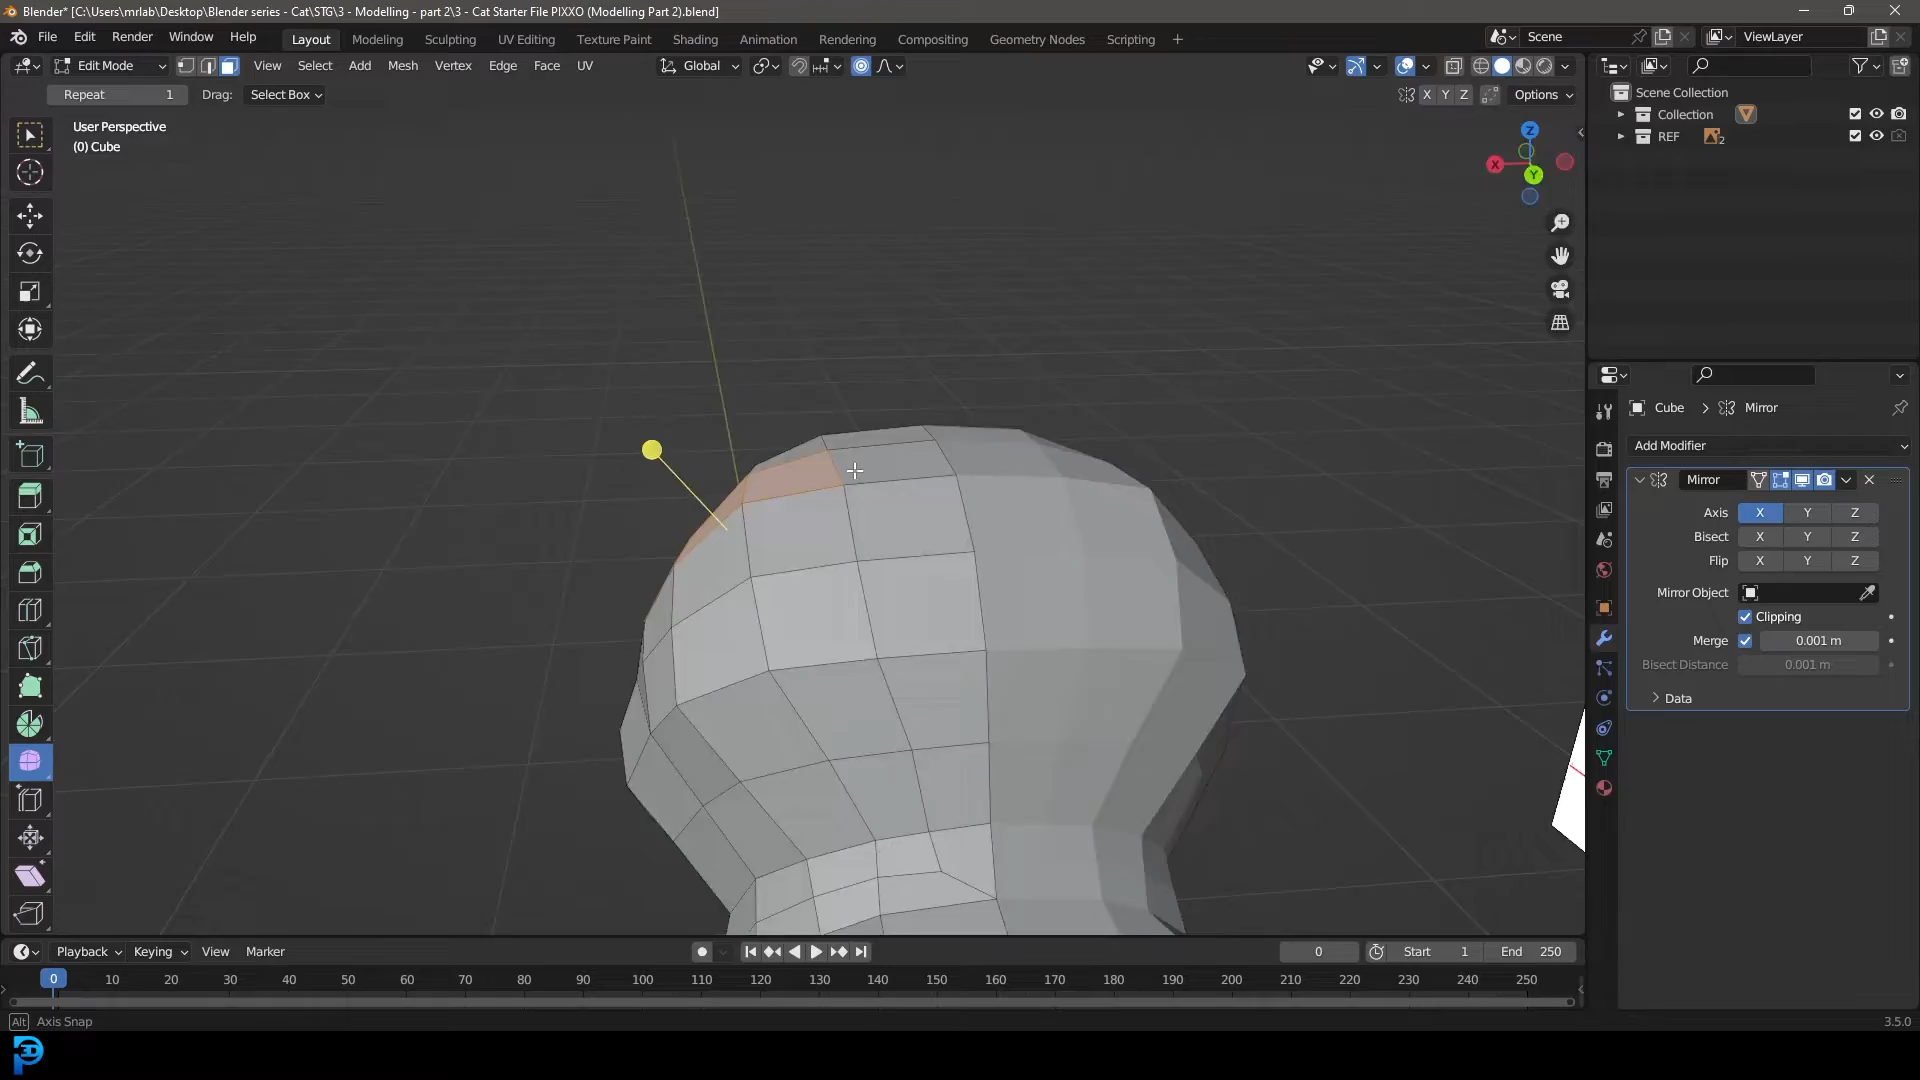 Blender* [C:\Users\mrlab\Desktop\Blender series - Cat\STG\3 - Modelling - part 2\3 - Cat Starter File PIXXO (Modelling Part 2).blend]
File Edit Render Window Help Layout Modeling Sculpting UV Editing Texture Paint Shading Animation Rendering Compositing Geometry Nodes Scripting + Scene ViewLayer
Edit Mode View Select Add Mesh Vertex Edge Face UV Global
Repeat 1 Drag: Select Box X Y Z Options
Scene Collection
Collection
REF 2
User Perspective
(0) Cube
Z
X
Y
Cube > Mirror
Add Modifier
Mirror
Axis X Y Z
Bisect X Y Z
Flip X Y Z
Mirror Object
Clipping
Merge 0.001 m
Bisect Distance 0.001 m
Data
Playback Keying View Marker 0 Start 1 End 250
0 10 20 30 40 50 60 70 80 90 100 110 120 130 140 150 160 170 180 190 200 210 220 230 240 250
Alt Axis Snap 3.5.0
3D